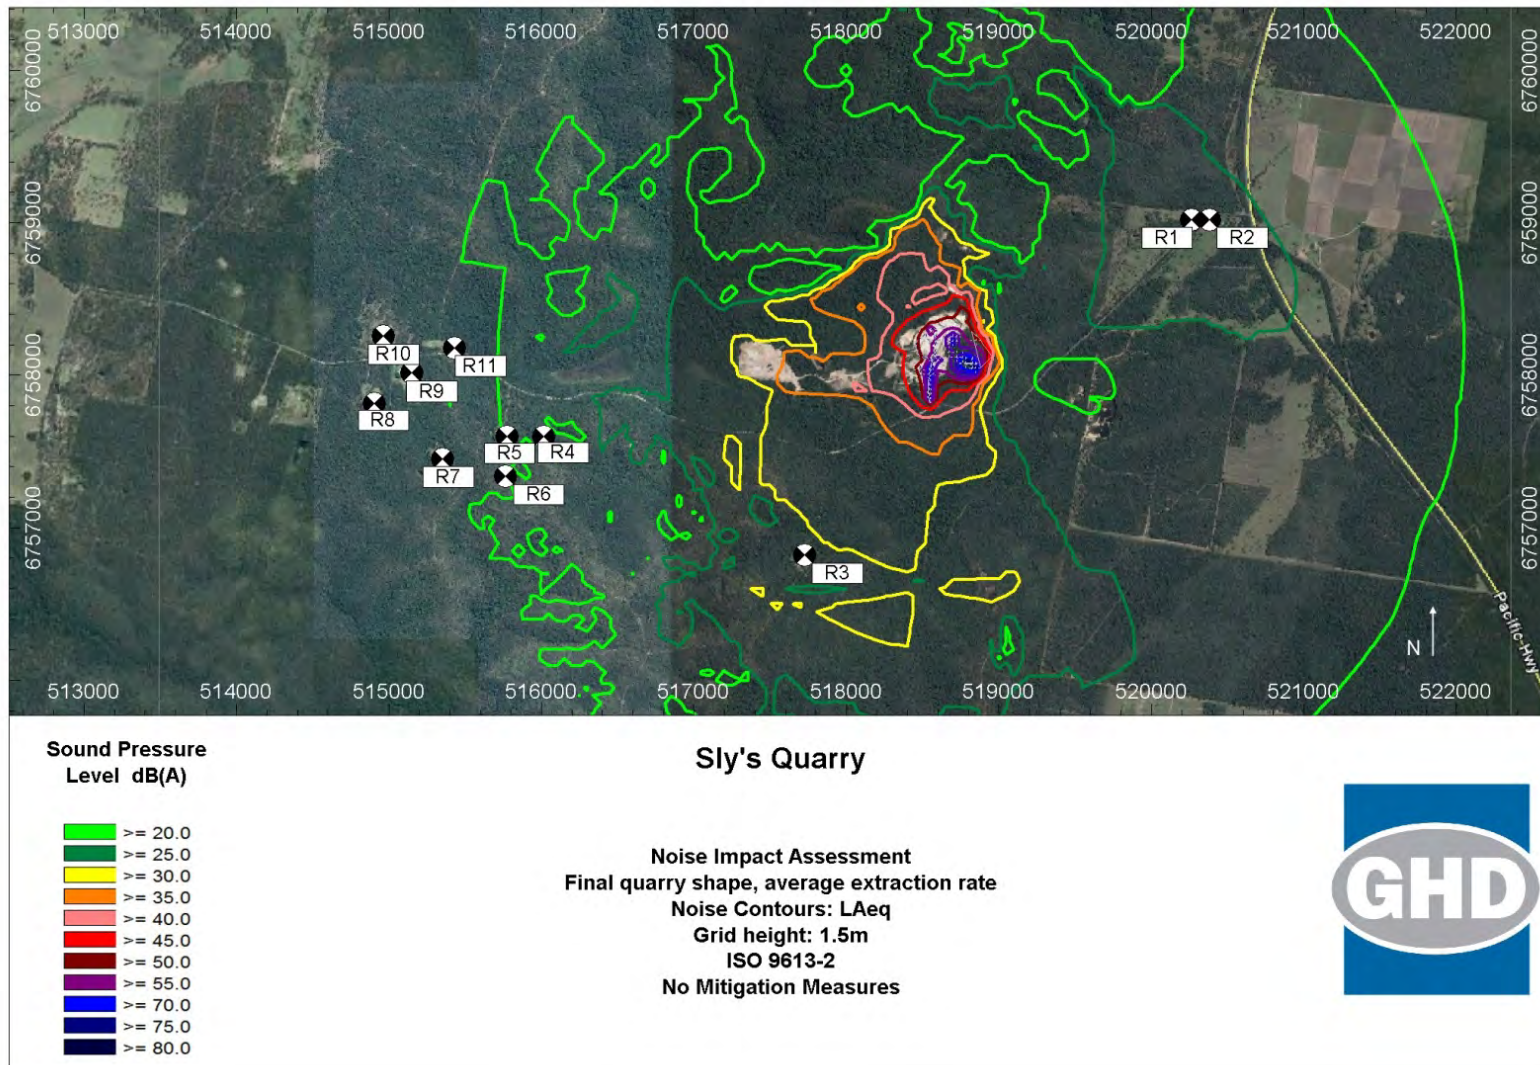 513000 514000 515000 516000 517000 518000 519000 520000 521000 522000
6760000 6760000
6759000 6759000
R1 R2
R10 R11
6758000 6758000
R9
R8
R5 R4
R7
R6
6757000 6757000
R3
Pacific-Hwy
N
513000 514000 515000 516000 517000 518000 519000 520000 521000 522000
Sound Pressure
Level dB(A)
>= 20.0
>= 25.0
>= 30.0
>= 35.0
>= 40.0
>= 45.0
>= 50.0
>= 55.0
>= 70.0
>= 75.0
>= 80.0
Sly's Quarry
Noise Impact Assessment
Final quarry shape, average extraction rate
Noise Contours: LAeq
Grid height: 1.5m
ISO 9613-2
No Mitigation Measures
GHD